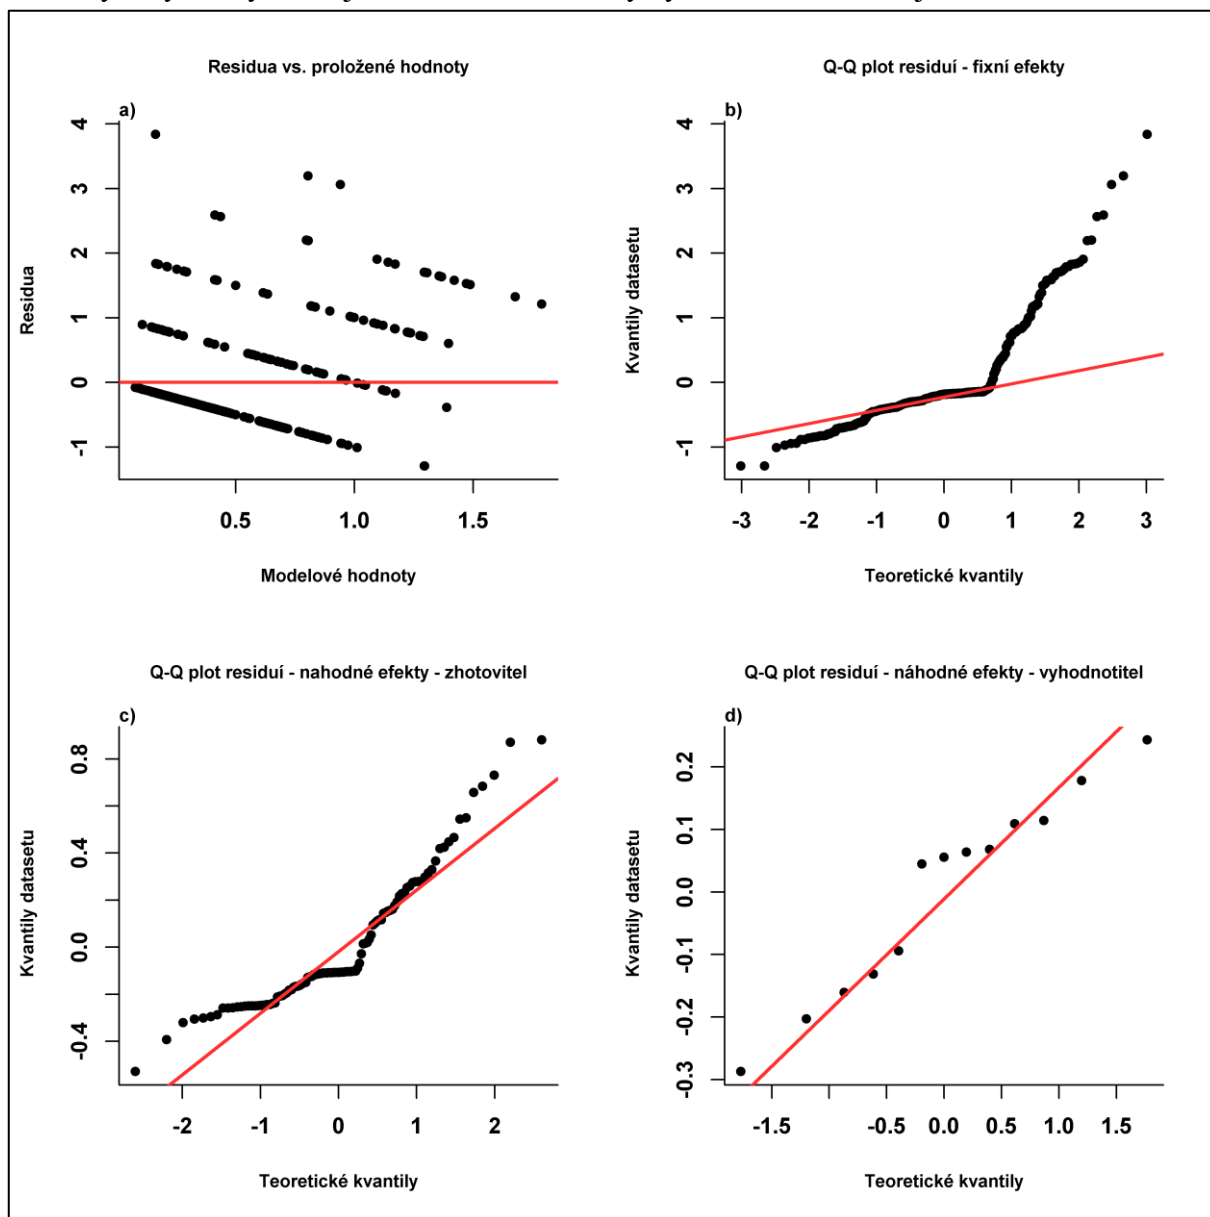 Residua vs. proložené hodnoty
a)
Residua
4
3
2
1
0
-1
0.5
1.0
1.5
Modelové hodnoty
Q-Q plot residuí - fixní efekty
b)
Kvantily datasetu
4
3
2
1
0
-1
-3
-2
-1
0
1
2
3
Teoretické kvantily
Q-Q plot residuí - nahodné efekty - zhotovitel
c)
Kvantily datasetu
0.8
0.4
0.0
-0.4
-2
-1
0
1
2
Teoretické kvantily
Q-Q plot residuí - náhodné efekty - vyhodnotitel
d)
Kvantily datasetu
0.2
0.1
0.0
-0.1
-0.2
-0.3
-1.5
-0.5
0.0
0.5
1.0
1.5
Teoretické kvantily